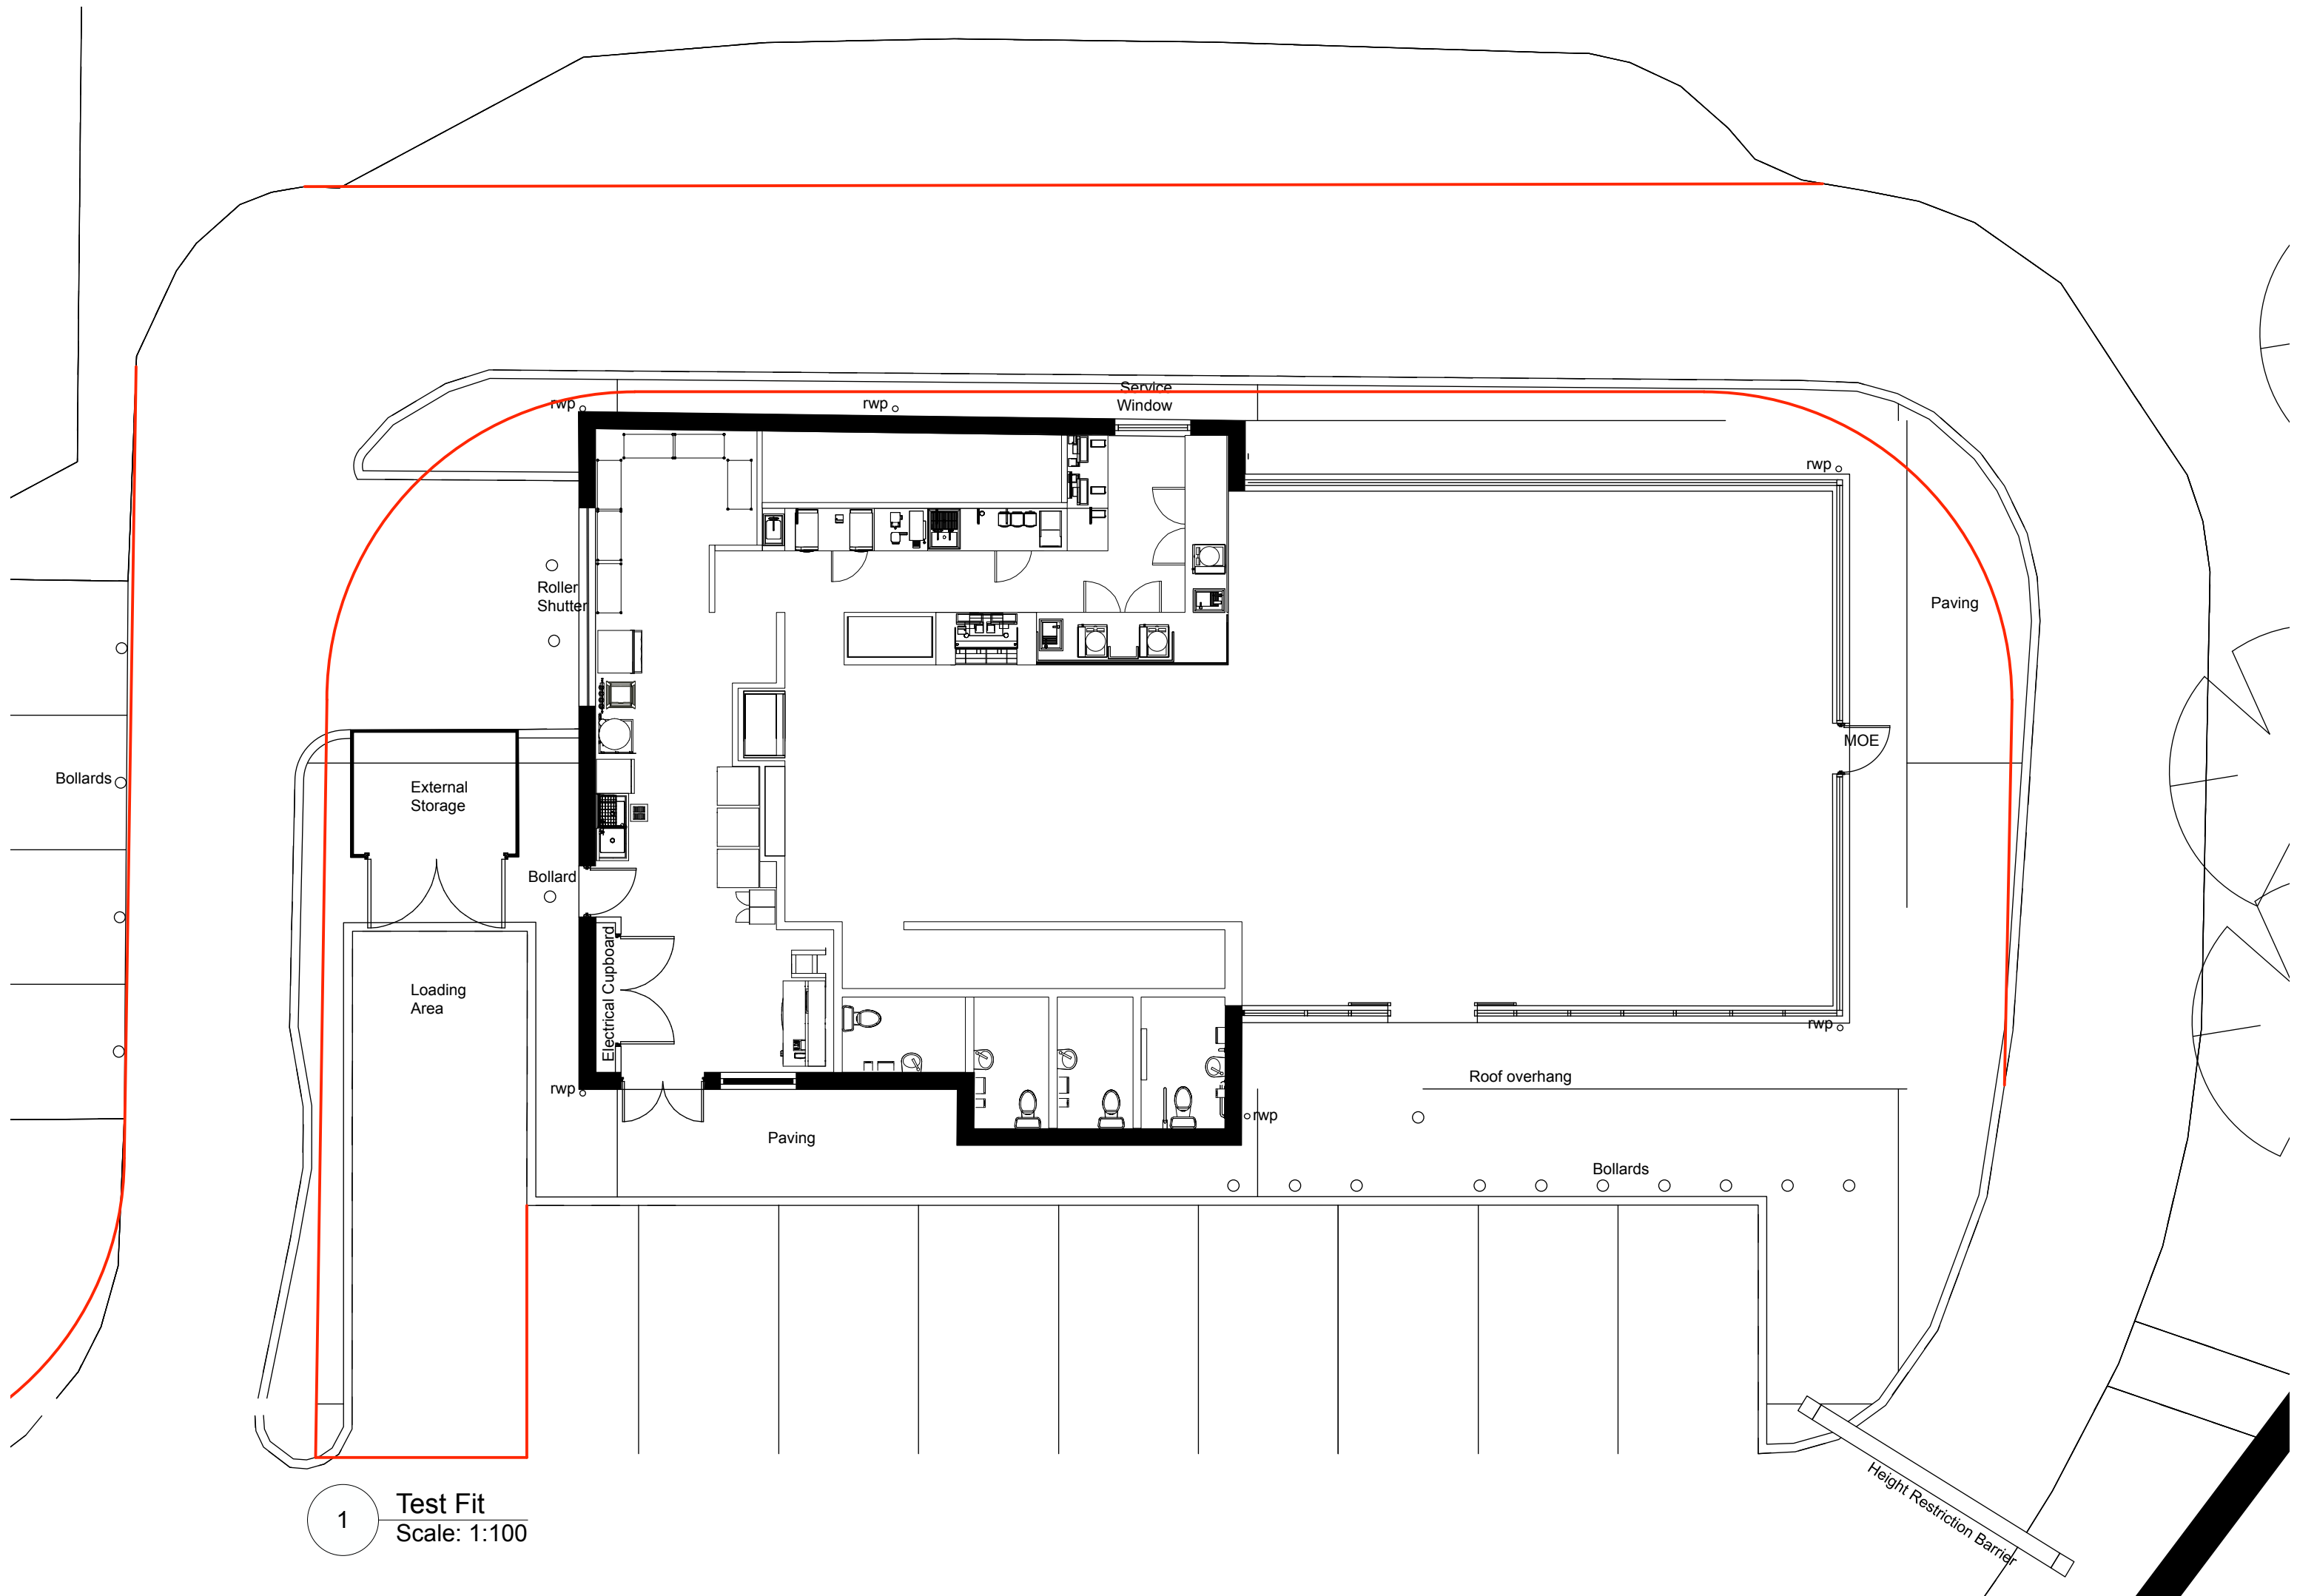 Service
Window
rwp
rwp
rwp
Roller
Shutter
Paving
MOE
Bollards
External
Storage
Bollard
Electrical Cupboard
Loading
Area
rwp
Roof overhang
rwp
rwp
Paving
Bollards
Height Restriction Barrier
1
Test Fit
Scale: 1:100